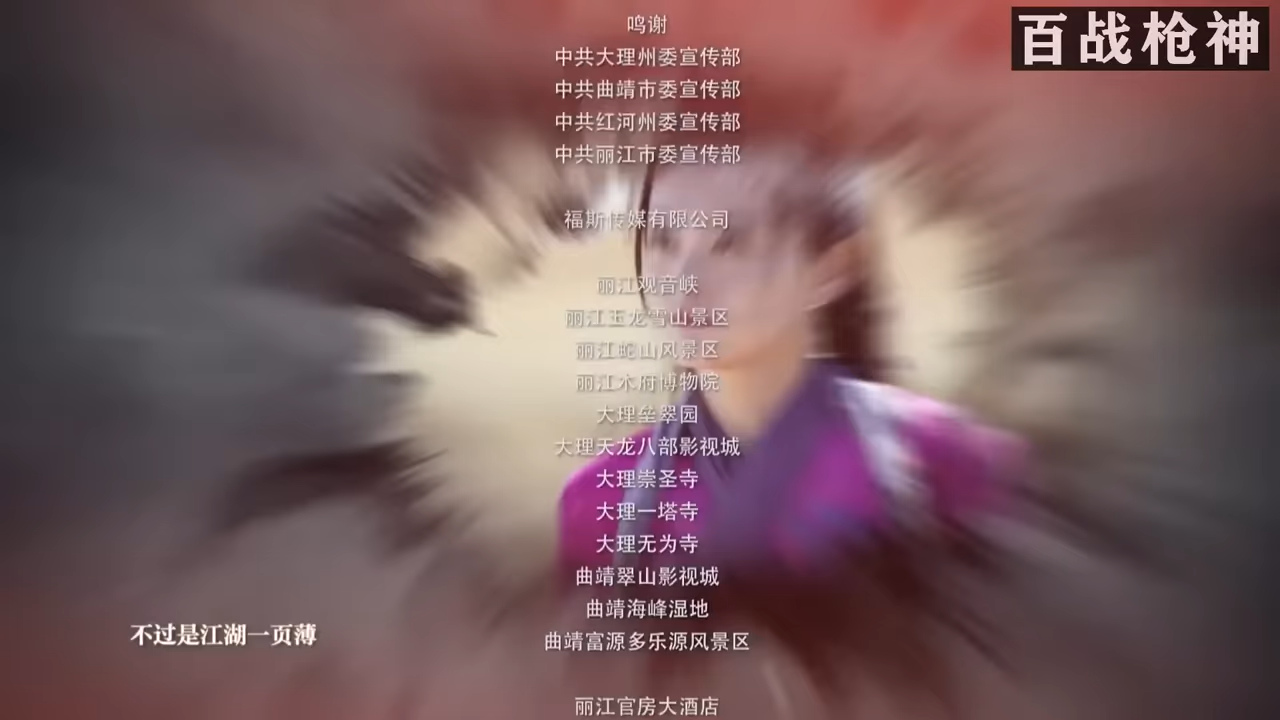 百战枪神
鸣谢
中共大理州委宣传部
中共曲靖市委宣传部
中共红河州委宣传部
中共丽江市委宣传部
福斯传媒有限公司
丽江观音峡
丽江玉龙雪山景区
丽江蛇山风景区
丽江木府博物院
大理垒翠园
大理天龙八部影视城
大理崇圣寺
大理一塔寺
大理无为寺
曲靖翠山影视城
曲靖海峰湿地
曲靖富源多乐源风景区
不过是江湖一页薄
丽江官房大酒店